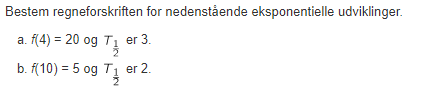 Bestem regneforskriften for nedenstående eksponentielle udviklinger.
a. f(4) = 20 og T½ er 3.
b. f(10) = 5 og T½ er 2.